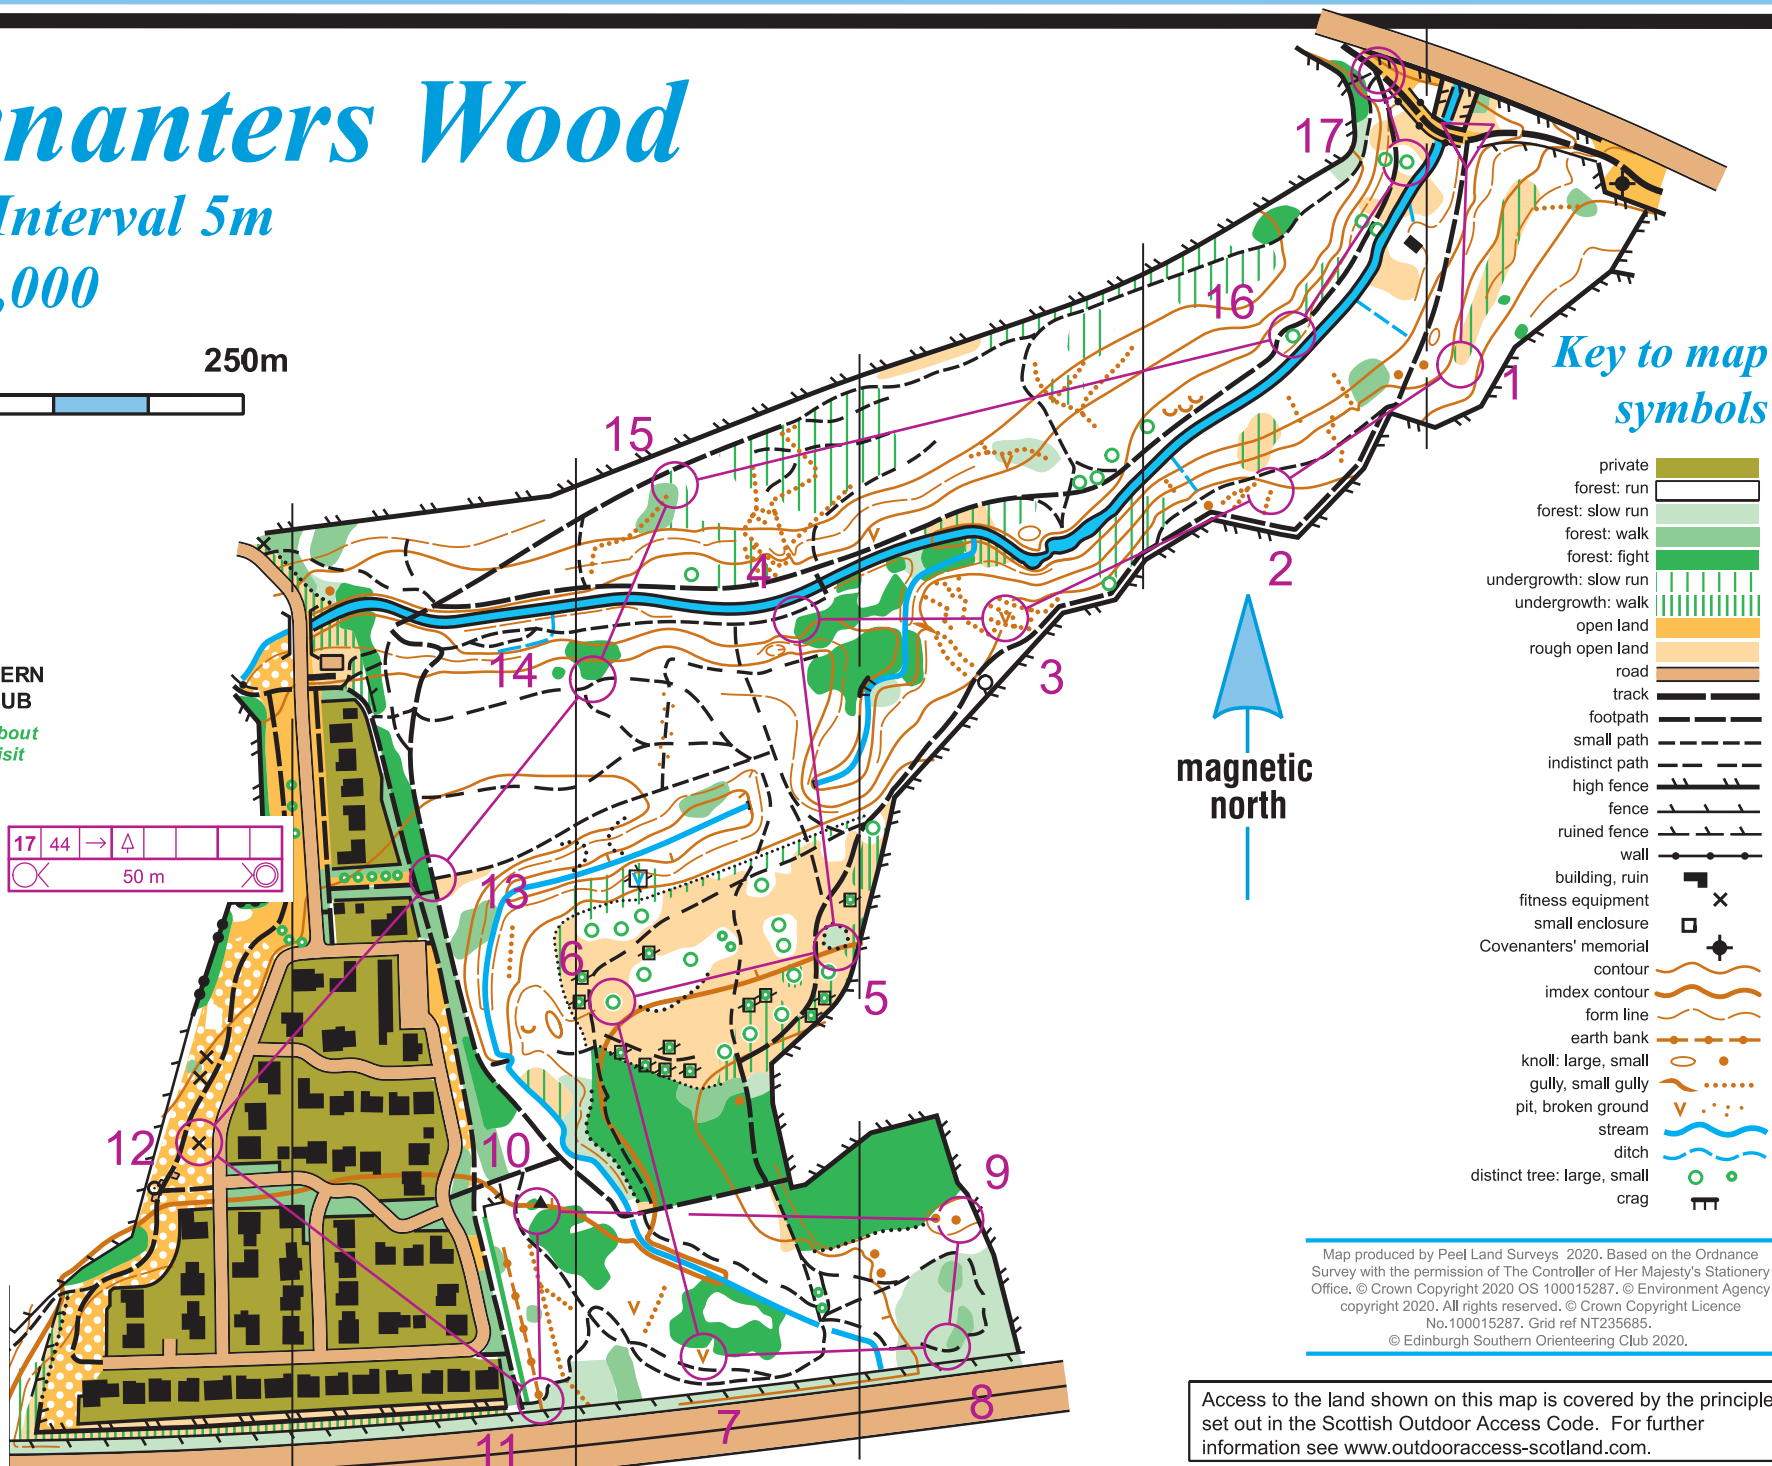 nanters Wood
Interval 5m
,000
250m
ERN
UB
bout
isit
17 44
50 m
17
16
1
15
2
4
3
14
13
6
5
12
10
9
11
7
8
magnetic
north
Key to map
symbols
private
forest: run
forest: slow run
forest: walk
forest: fight
undergrowth: slow run
undergrowth: walk
open land
rough open land
road
track
footpath
small path
indistinct path
high fence
fence
ruined fence
wall
building, ruin
fitness equipment
small enclosure
Covenanters' memorial
contour
imdex contour
form line
earth bank
knoll: large, small
gully, small gully
pit, broken ground
stream
ditch
distinct tree: large, small
crag
Map produced by Peel Land Surveys 2020. Based on the Ordnance
Survey with the permission of The Controller of Her Majesty's Stationery
Office. © Crown Copyright 2020 OS 100015287. © Environment Agency
copyright 2020. All rights reserved. © Crown Copyright Licence
No.100015287. Grid ref NT235685.
© Edinburgh Southern Orienteering Club 2020.
Access to the land shown on this map is covered by the principle
set out in the Scottish Outdoor Access Code. For further
information see www.outdooraccess-scotland.com.